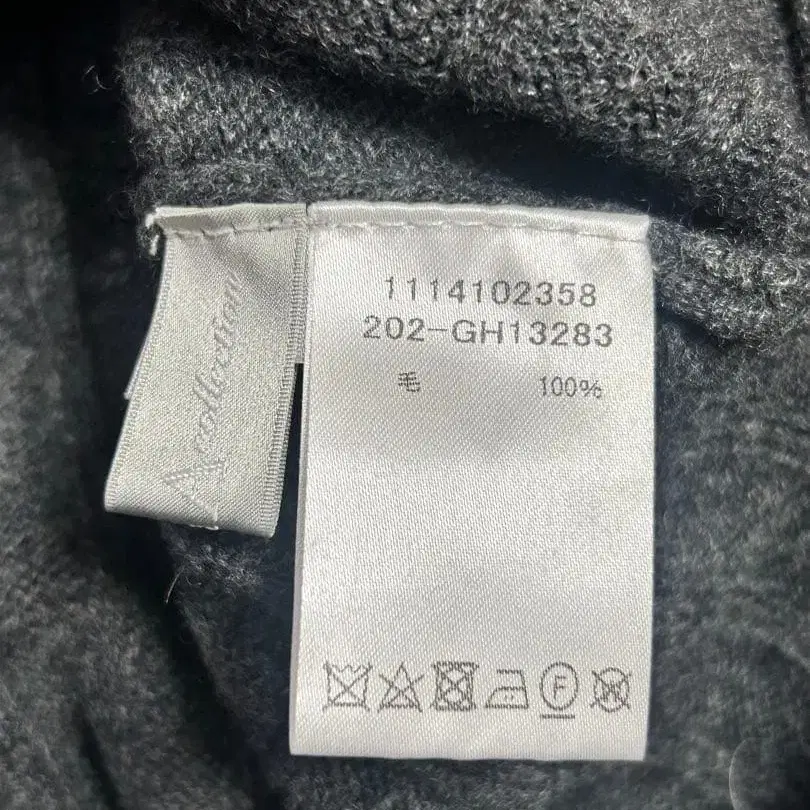 A collection
1114102358
202-GH13283
毛 100%
F
W